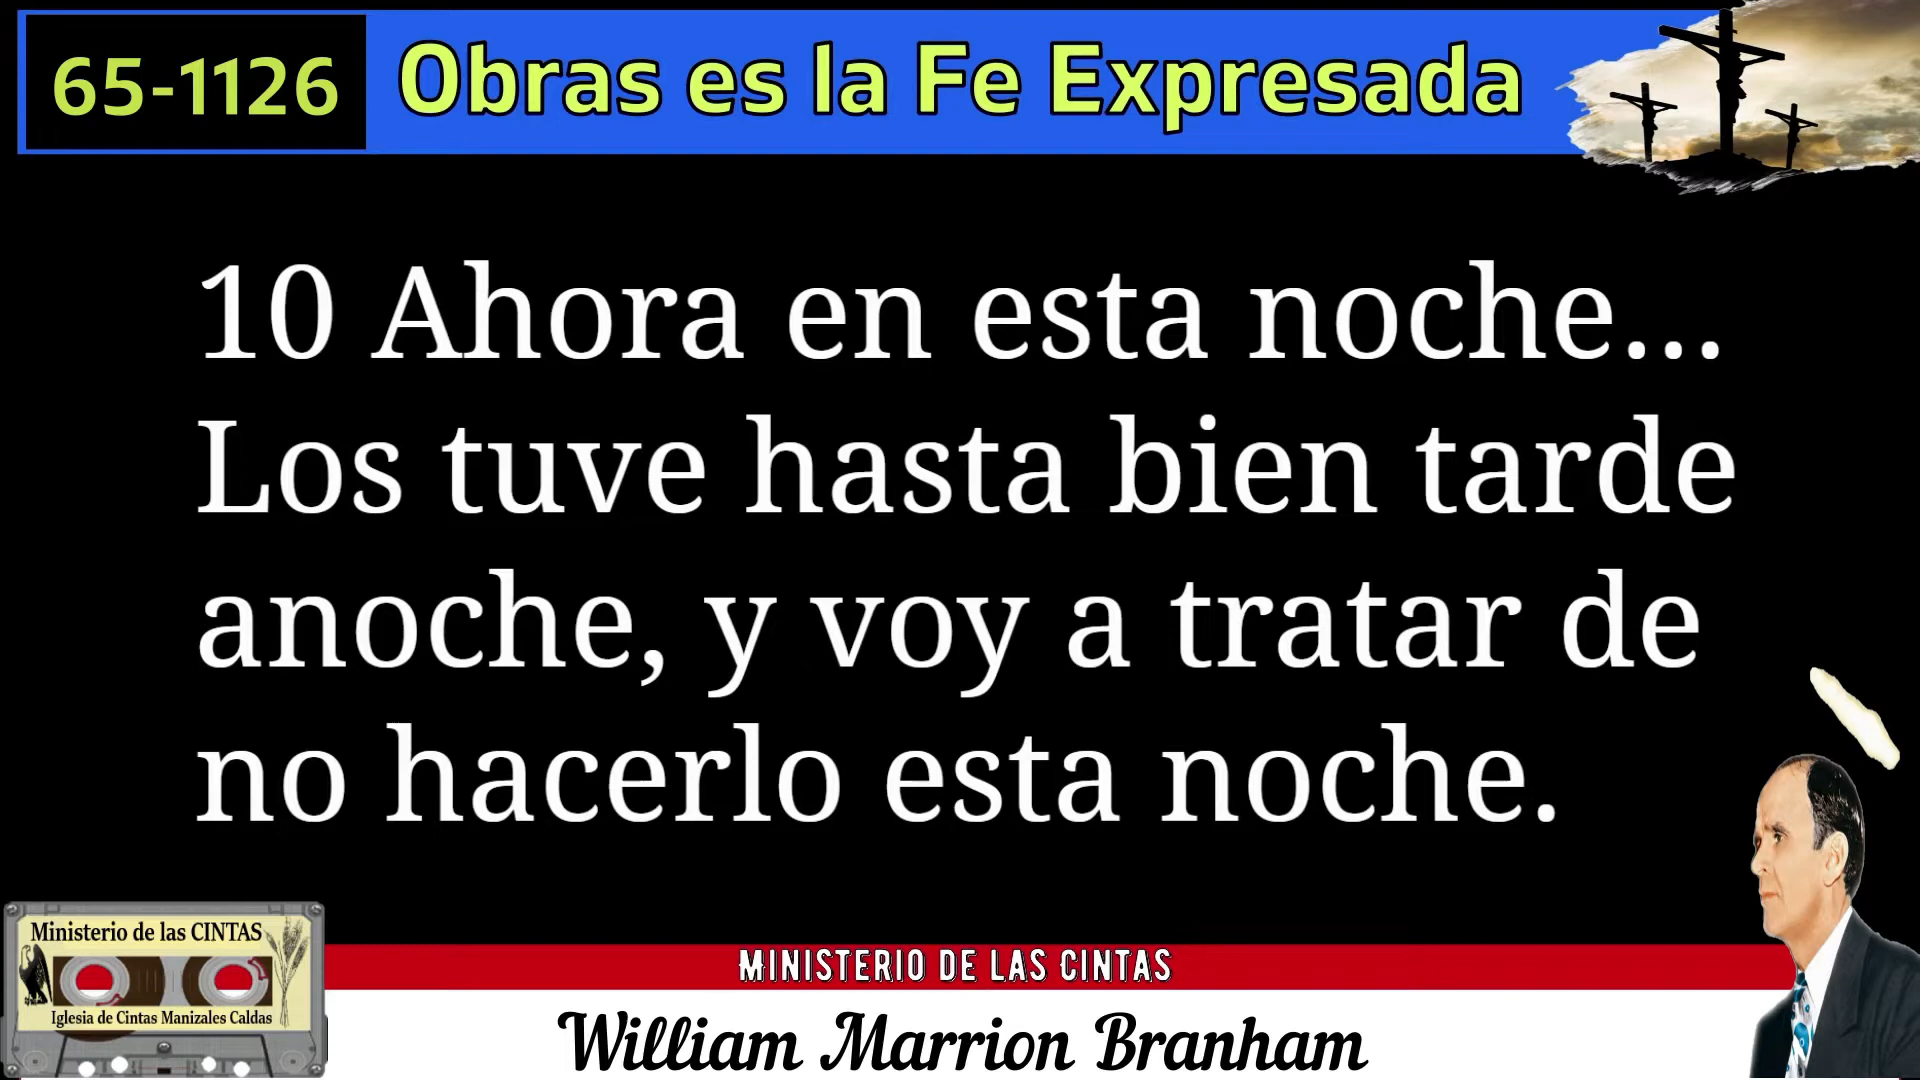 65-1126 Obras es la Fe Expresada
10 Ahora en esta noche...
Los tuve hasta bien tarde
anoche, y voy a tratar de
no hacerlo esta noche.
Ministerio de las CINTAS
Iglesia de Cintas Manizales Caldas
MINISTERIO DE LAS CINTAS
William Marrion Branham